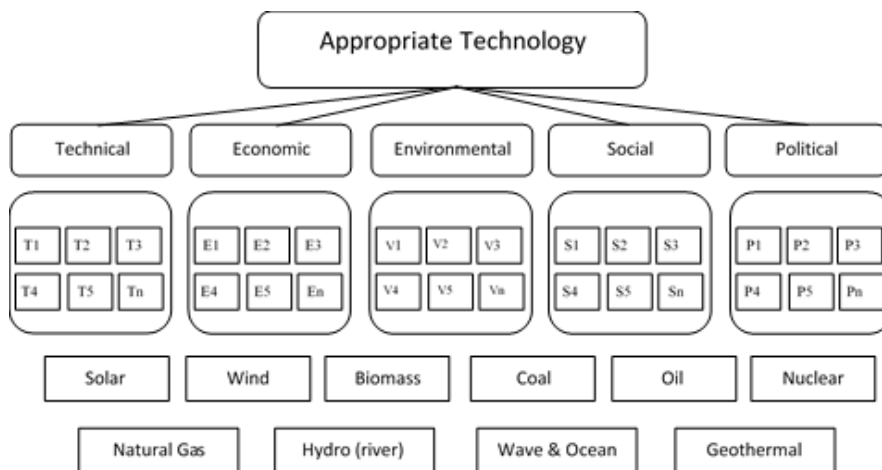 Appropriate Technology
Technical Economic Environmental Social Political
T1 T2 T3 E1 E2 E3 V1 V2 V3 S1 S2 S3 P1 P2 P3
T4 T5 Tn E4 E5 En V4 V5 Vn S4 S5 Sn P4 P5 Pn
Solar Wind Biomass Coal Oil Nuclear
Natural Gas Hydro (river) Wave & Ocean Geothermal